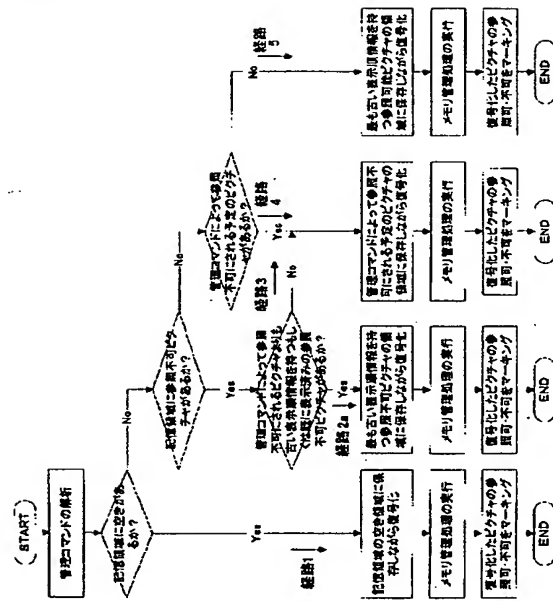 START
管理コマンドの解析
記憶領域に空きがあ
るか?
No
Yes
経路1
記憶領域の空き領域に保
存しながら復号化
メモリ管理処理の実行
復号化したピクチャの参
照可・不可をマーキング
END
記憶領域に参照不可ピク
チャがあるか?
No
Yes
管理コマンドによって参照
不可にされるピクチャよりも
古い表示順情報を持つもし
くは既に表示済みの参照
不可ピクチャがあるか?
No
Yes
経路2a
最も古い表示順情報を持
つ参照不可ピクチャの領
域に保存しながら復号化
メモリ管理処理の実行
復号化したピクチャの参
照可・不可をマーキング
END
経路3
管理コマンドによって参照
不可にされる予定のピクチ
ャがあるか?
No
Yes
経路
4
管理コマンドによって参照不
可にされる予定のピクチャの
領域に保存しながら復号化
メモリ管理処理の実行
復号化したピクチャの参
照可・不可をマーキング
END
経路
5
最も古い表示順情報を持
つ参照可能ピクチャの領
域に保存しながら復号化
メモリ管理処理の実行
復号化したピクチャの参
照可・不可をマーキング
END